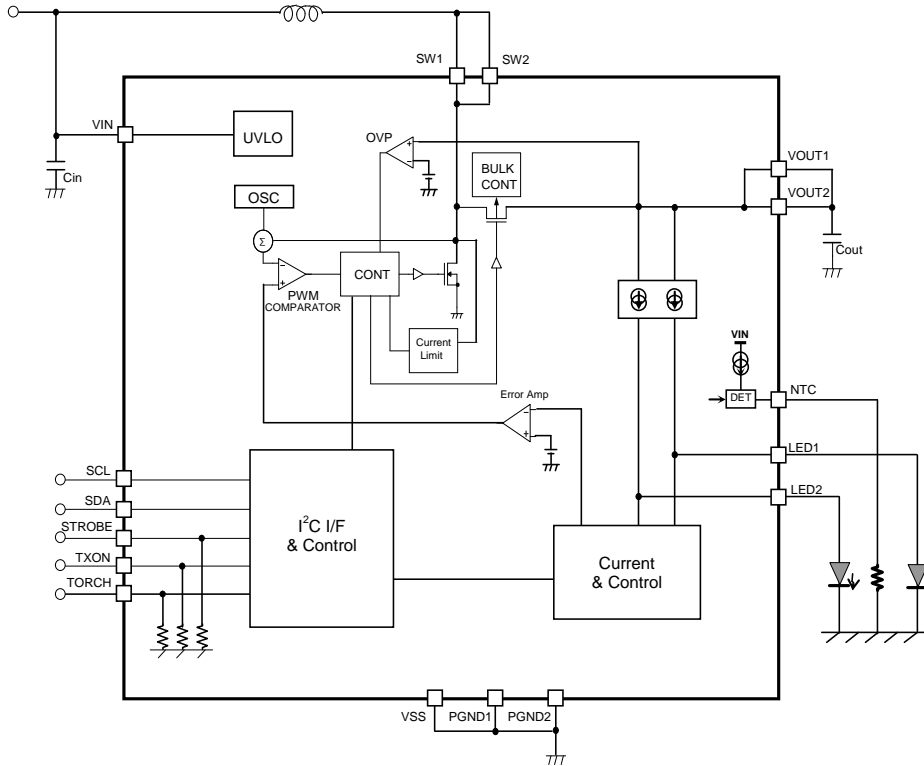 SW1
SW2
VIN
UVLO
OVP
BULK
CONT
VOUT1
VOUT2
Cin
OSC
Σ
Cout
CONT
PWM
COMPARATOR
Current
Limit
VIN
DET
NTC
Error Amp
LED1
LED2
SCL
SDA
STROBE
TXON
TORCH
I²C I/F
& Control
Current
& Control
VSS
PGND1
PGND2